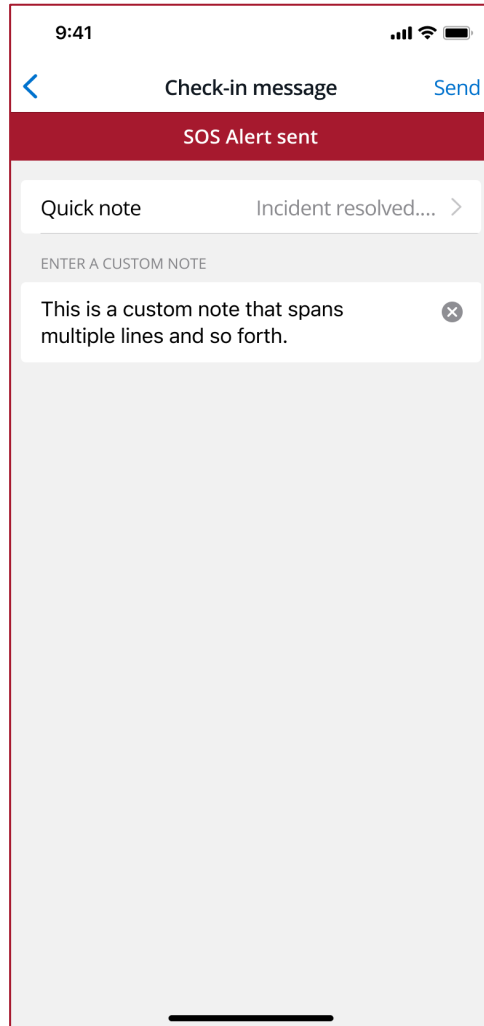 9:41
Check-in message Send
SOS Alert sent
Quick note Incident resolved....
ENTER A CUSTOM NOTE
This is a custom note that spans
multiple lines and so forth.